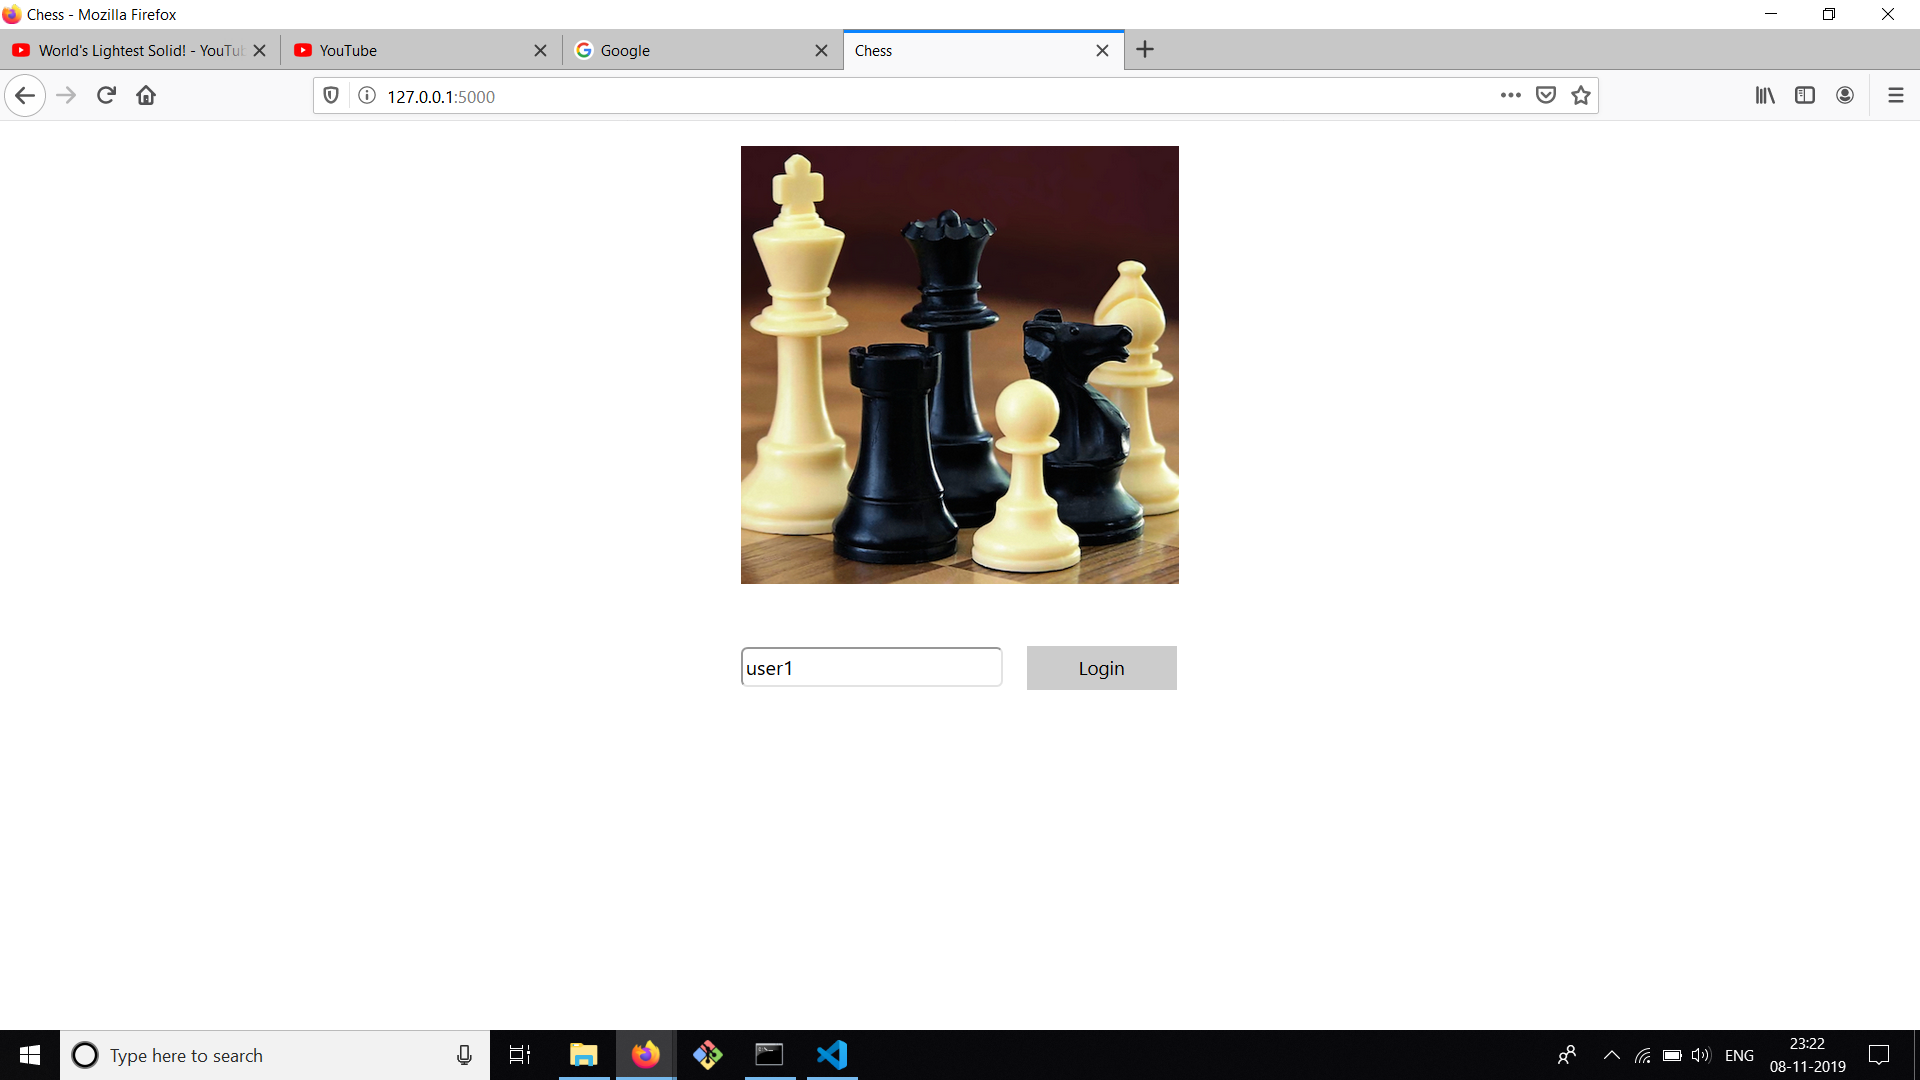 Chess - Mozilla Firefox
World's Lightest Solid! - YouTub
YouTube
Google
Chess
127.0.0.1:5000
user1
Login
Type here to search
ENG
23:22
08-11-2019